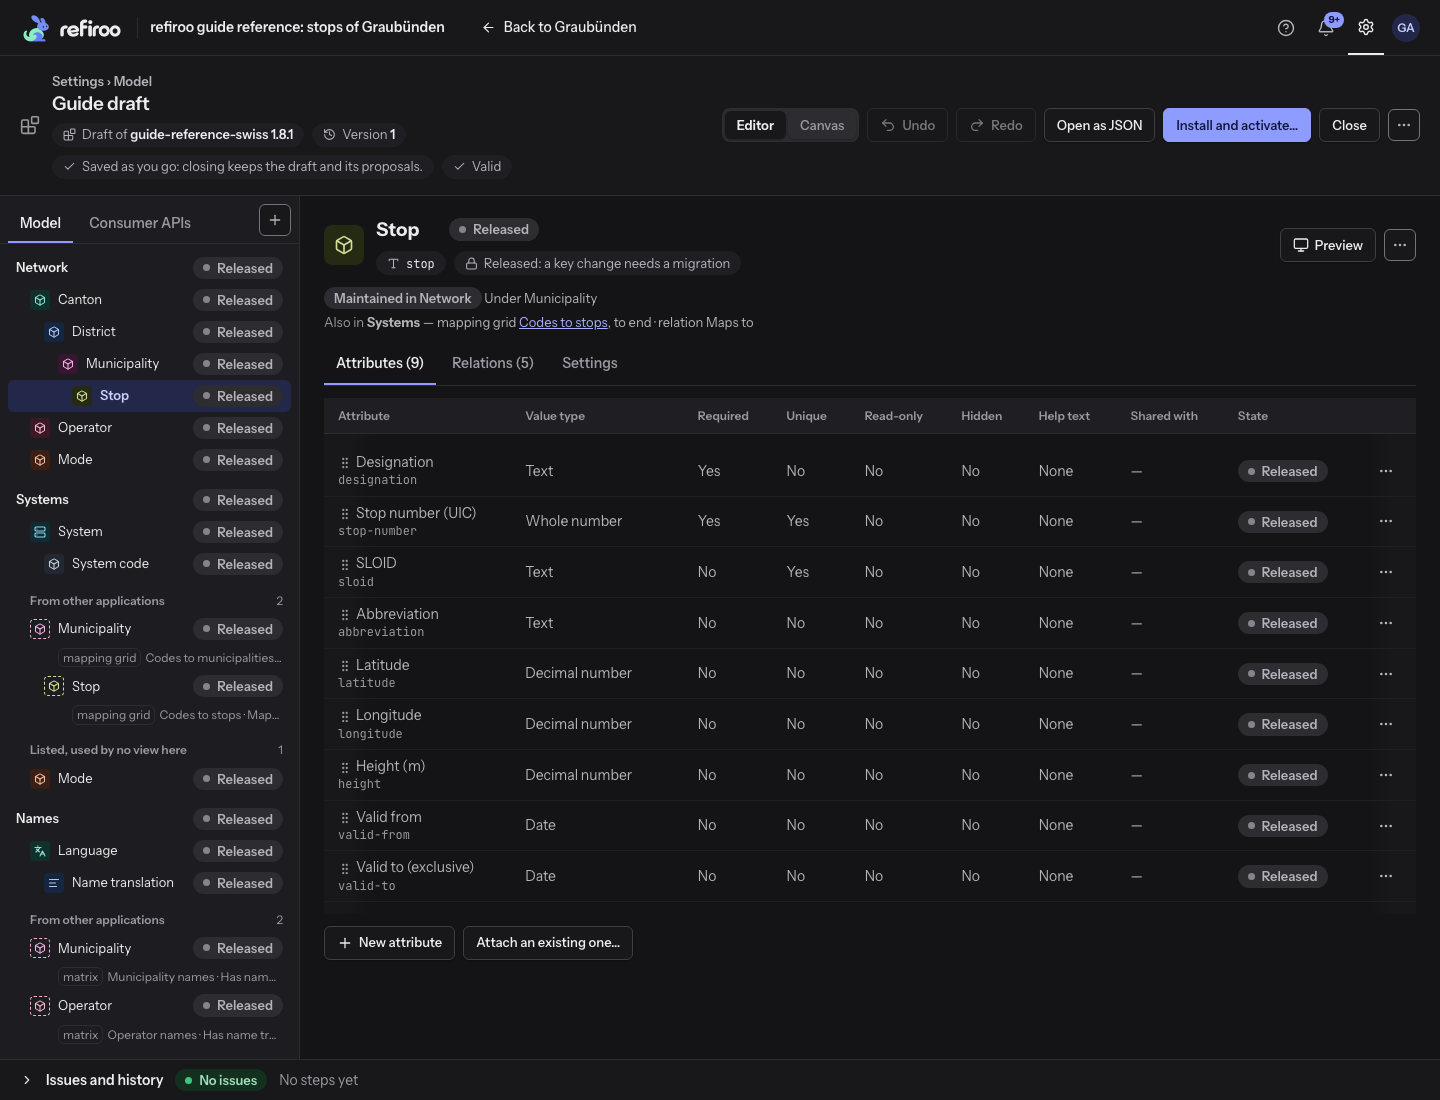 refiroo refiroo guide reference: stops of Graubünden ← Back to Graubünden 9+ GA
Settings › Model
Guide draft
Draft of guide-reference-swiss 1.8.1 Version 1
Saved as you go: closing keeps the draft and its proposals. Valid
Editor Canvas Undo Redo Open as JSON Install and activate... Close
Model Consumer APIs
Network Released
Canton Released
District Released
Municipality Released
Stop Released
Operator Released
Mode Released
Systems Released
System Released
System code Released
From other applications 2
Municipality Released
mapping grid Codes to municipalities...
Stop Released
mapping grid Codes to stops · Map...
Listed, used by no view here 1
Mode Released
Names Released
Language Released
Name translation Released
From other applications 2
Municipality Released
matrix Municipality names · Has nam...
Operator Released
matrix Operator names · Has name tr...
Stop Released
stop Released: a key change needs a migration
Preview
Maintained in Network Under Municipality
Also in Systems — mapping grid Codes to stops, to end · relation Maps to
Attributes (9) Relations (5) Settings
Attribute Value type Required Unique Read-only Hidden Help text Shared with State
Designation
designation Text Yes No No No None — Released
Stop number (UIC)
stop-number Whole number Yes Yes No No None — Released
SLOID
sloid Text No Yes No No None — Released
Abbreviation
abbreviation Text No No No No None — Released
Latitude
latitude Decimal number No No No No None — Released
Longitude
longitude Decimal number No No No No None — Released
Height (m)
height Decimal number No No No No None — Released
Valid from
valid-from Date No No No No None — Released
Valid to (exclusive)
valid-to Date No No No No None — Released
New attribute Attach an existing one...
Issues and history No issues No steps yet